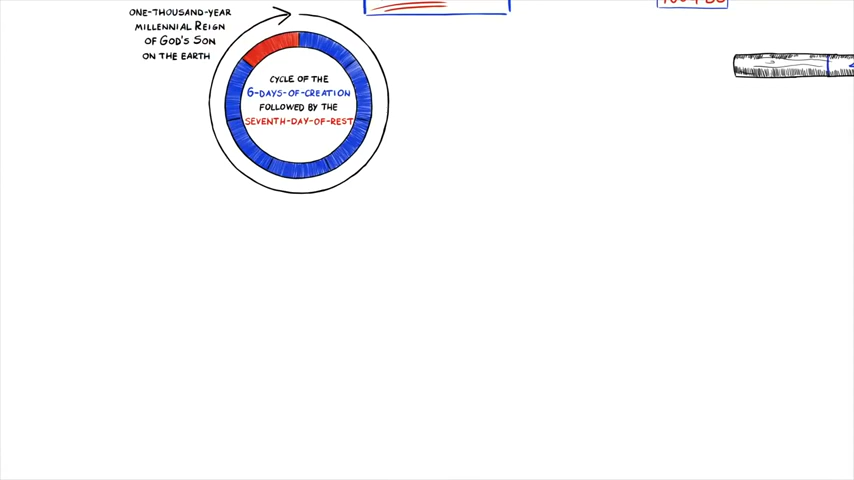 ONE-THOUSAND-YEAR
MILLENNIAL REIGN
OF GOD'S SON
ON THE EARTH
CYCLE OF THE
6-DAYS-OF-CREATION
FOLLOWED BY THE
SEVENTH-DAY-OF-REST